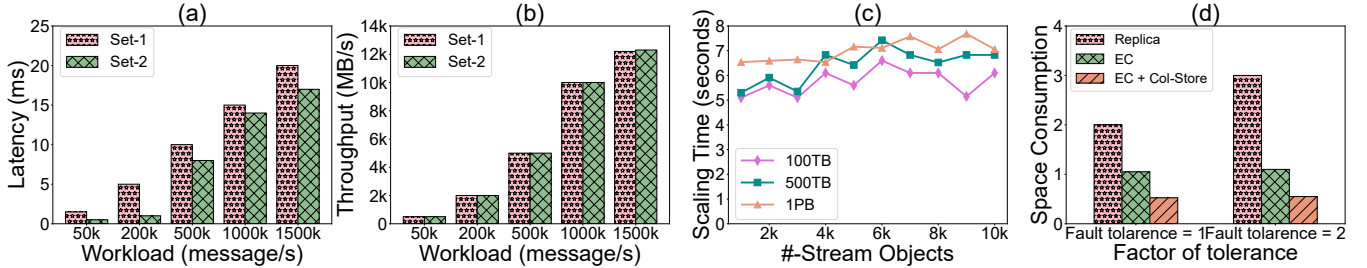 (a)
Latency (ms)
20
15
10
5
0
Set-1
Set-2
50k 200k 500k 1000k 1500k
Workload (message/s)
(b)
Throughput (MB/s)
14k
12k
10k
8k
6k
4k
2k
0
Set-1
Set-2
50k 200k 500k 1000k 1500k
Workload (message/s)
(c)
Scaling Time (seconds)
8
7
6
5
4
3
2
1
0
100TB
500TB
1PB
2k 4k 6k 8k 10k
#-Stream Objects
(d)
Space Consumption
4
3
2
1
0
Replica
EC
EC + Col-Store
Fault tolarence = 1 Fault tolarence = 2
Factor of tolerance